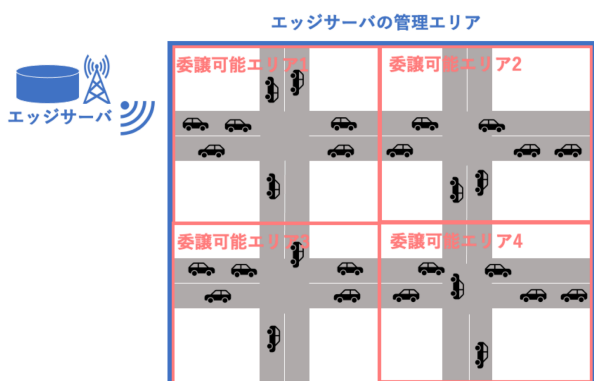 エッジサーバの管理エリア
委譲可能エリア1
委譲可能エリア2
エッジサーバ
委譲可能エリア3
委譲可能エリア4